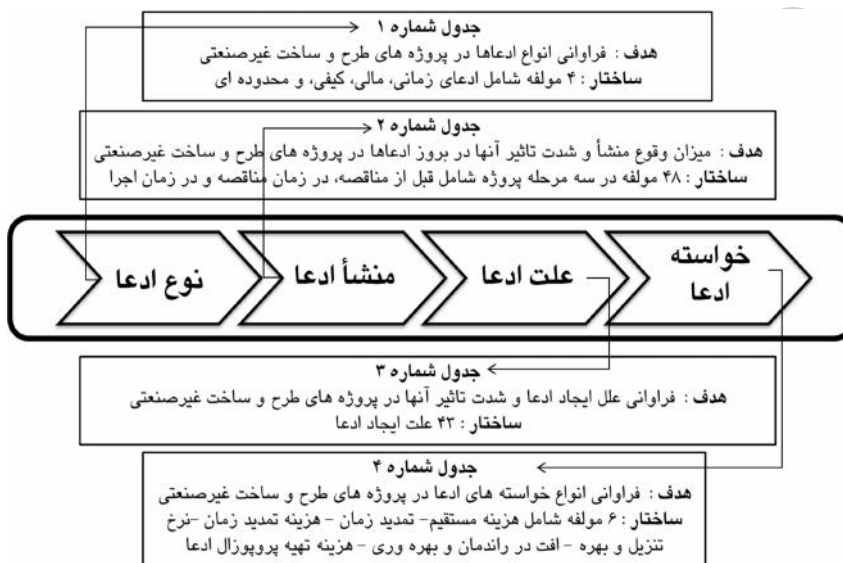 جدول شماره ۱
هدف : فراوانی انواع ادعاها در پروژه های طرح و ساخت غیرصنعتی
ساختار : ۴ مولفه شامل ادعای زمانی، مالی، کیفی، و محدوده ای
جدول شماره ۲
هدف : میزان وقوع منشأ و شدت تاثیر آنها در بروز ادعاها در پروژه های طرح و ساخت غیرصنعتی
ساختار : ۴۸ مولفه در سه مرحله پروژه شامل قبل از مناقصه، در زمان مناقصه و در زمان اجرا
نوع ادعا
منشأ ادعا
علت ادعا
خواسته
ادعا
جدول شماره ۳
هدف : فراوانی علل ایجاد ادعا و شدت تاثیر آنها در پروژه های طرح و ساخت غیرصنعتی
ساختار : ۴۳ علت ایجاد ادعا
جدول شماره ۴
هدف : فراوانی انواع خواسته های ادعا در پروژه های طرح و ساخت غیرصنعتی
ساختار : ۶ مولفه شامل هزینه مستقیم- تمدید زمان - هزینه تمدید زمان -نرخ
تنزیل و بهره - افت در راندمان و بهره وری - هزینه تهیه پروپوزال ادعا